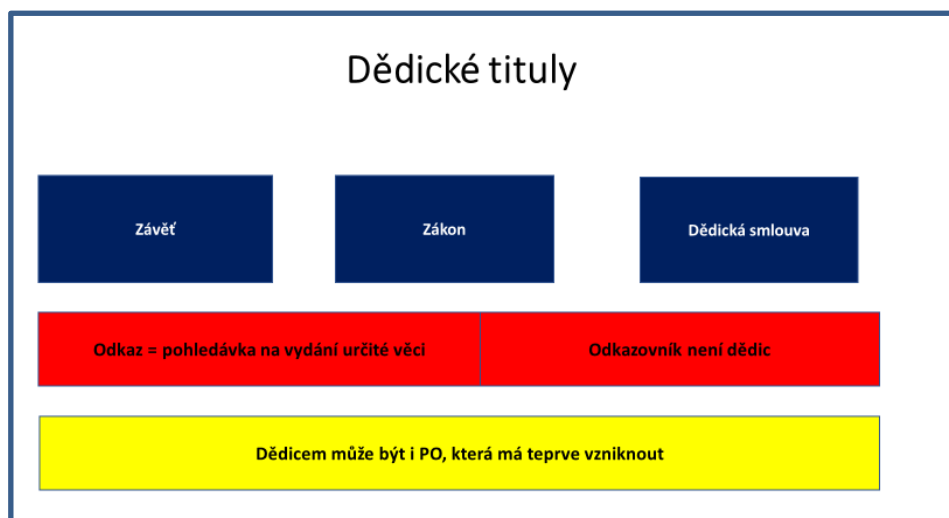 Dědické tituly
Závěť
Zákon
Dědická smlouva
Odkaz = pohledávka na vydání určité věci
Odkazovník není dědic
Dědicem může být i PO, která má teprve vzniknout